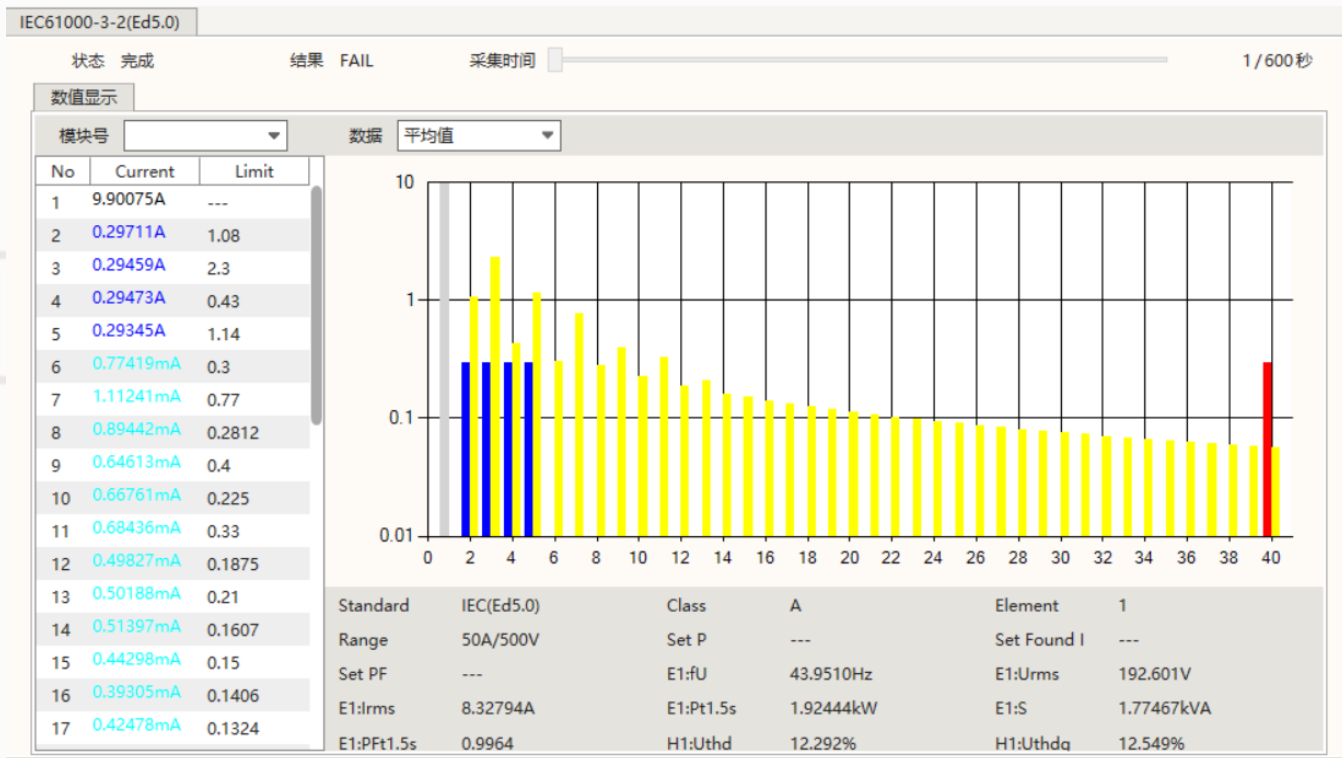 IEC61000-3-2(Ed5.0)
状态 完成 结果 FAIL 采集时间 1/600秒
数值显示
模块号 数据 平均值
No Current Limit
1 9.90075A ---
2 0.29711A 1.08
3 0.29459A 2.3
4 0.29473A 0.43
5 0.29345A 1.14
6 0.77419mA 0.3
7 1.11241mA 0.77
8 0.89442mA 0.2812
9 0.64613mA 0.4
10 0.66761mA 0.225
11 0.68436mA 0.33
12 0.49827mA 0.1875
13 0.50188mA 0.21
14 0.51397mA 0.1607
15 0.44298mA 0.15
16 0.39305mA 0.1406
17 0.42478mA 0.1324
10
1
0.1
0.01
0 2 4 6 8 10 12 14 16 18 20 22 24 26 28 30 32 34 36 38 40
Standard IEC(Ed5.0) Class A Element 1
Range 50A/500V Set P --- Set Found I ---
Set PF --- E1:fU 43.9510Hz E1:Urms 192.601V
E1:Irms 8.32794A E1:Pt1.5s 1.92444kW E1:S 1.77467kVA
E1:PFt1.5s 0.9964 H1:Uthd 12.292% H1:Uthdg 12.549%